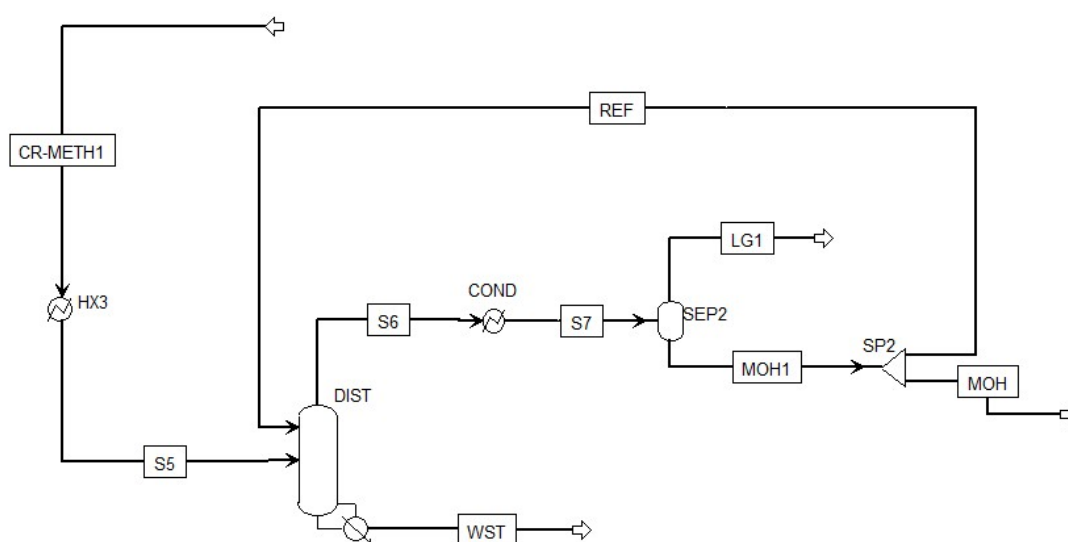 REF
CR-METH1
LG1
HX3
COND
S6
S7
SEP2
SP2
MOH1
MOH
DIST
S5
WST